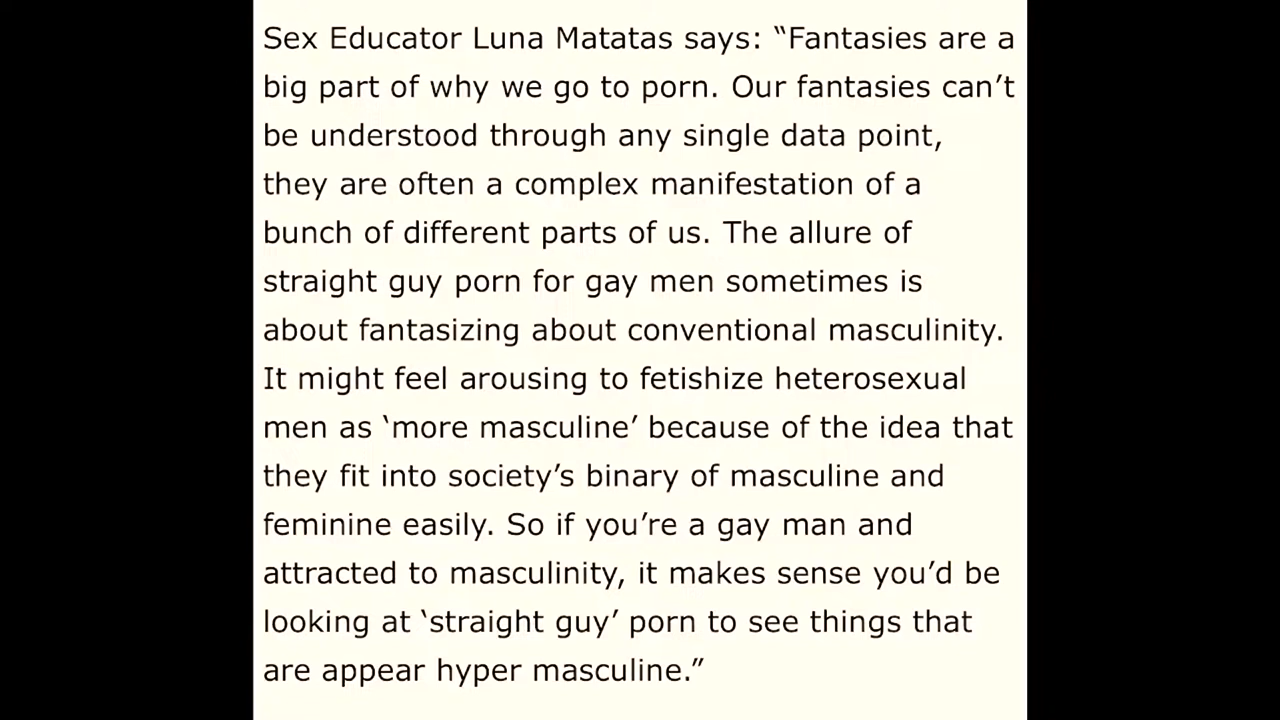 Sex Educator Luna Matatas says: “Fantasies are a
big part of why we go to porn. Our fantasies can’t
be understood through any single data point,
they are often a complex manifestation of a
bunch of different parts of us. The allure of
straight guy porn for gay men sometimes is
about fantasizing about conventional masculinity.
It might feel arousing to fetishize heterosexual
men as ‘more masculine’ because of the idea that
they fit into society’s binary of masculine and
feminine easily. So if you’re a gay man and
attracted to masculinity, it makes sense you’d be
looking at ‘straight guy’ porn to see things that
are appear hyper masculine.”